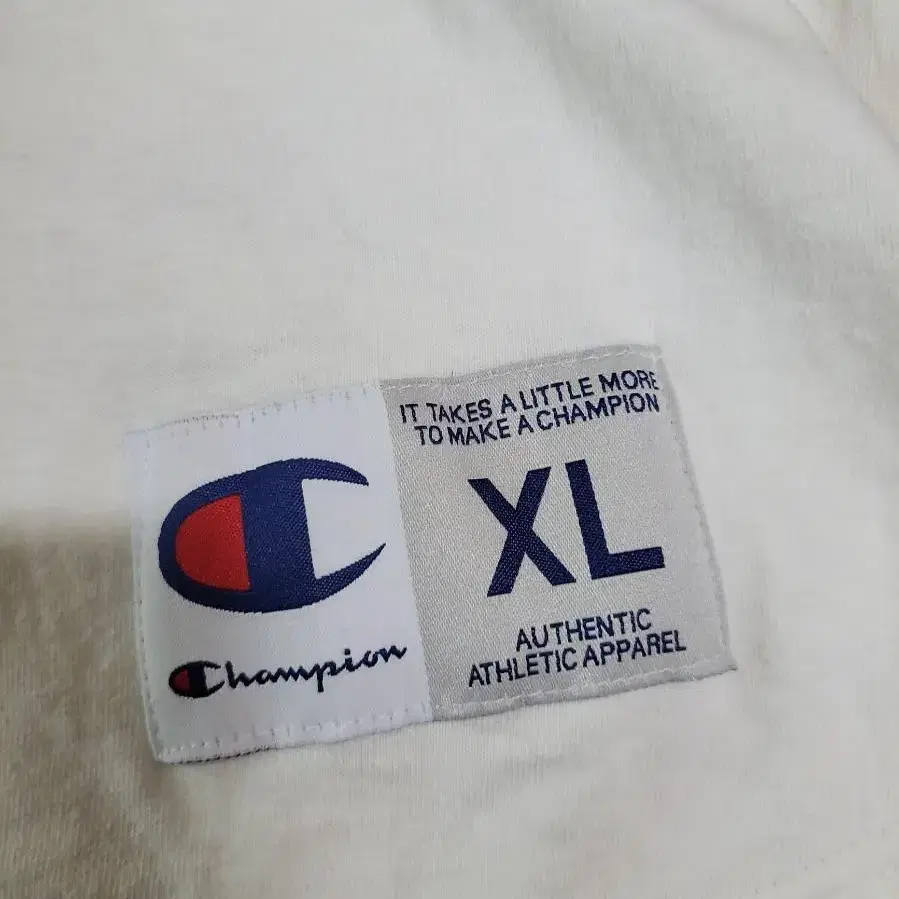 IT TAKES A LITTLE MORE
TO MAKE A CHAMPION
XL
AUTHENTIC
ATHLETIC APPAREL
Champion